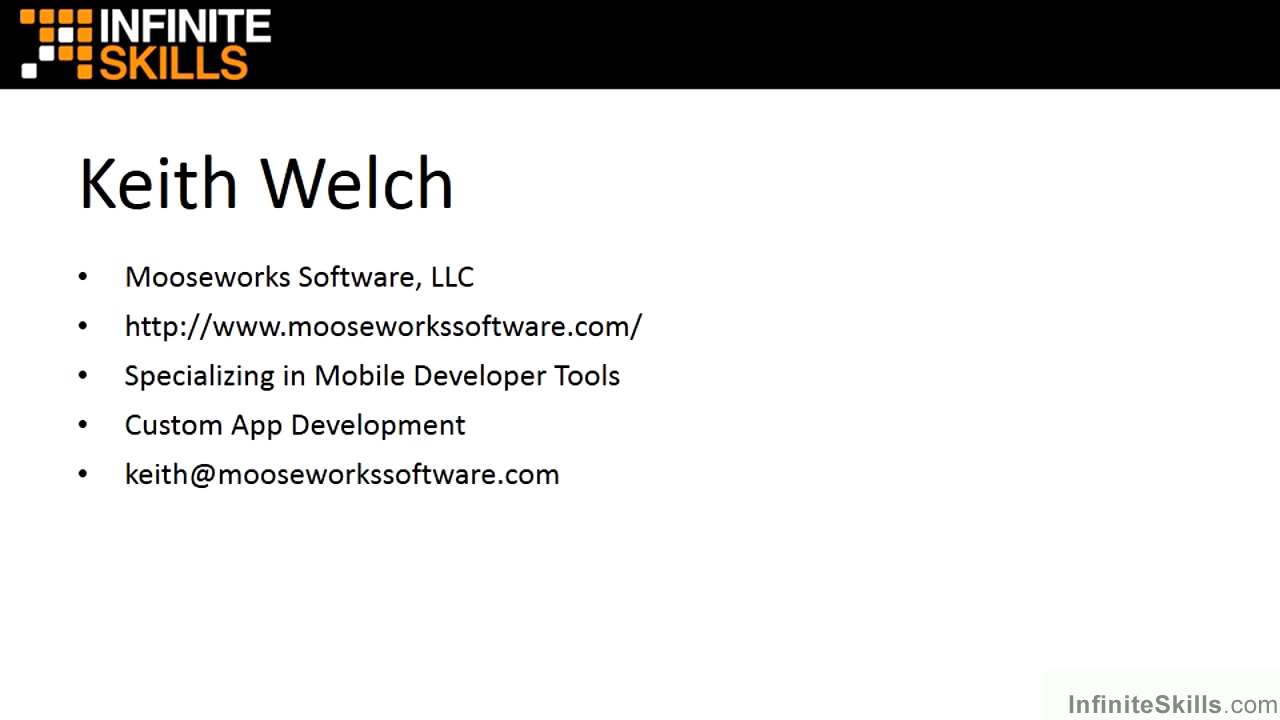 INFINITE
SKILLS
Keith Welch
• Mooseworks Software, LLC
• http://www.mooseworkssoftware.com/
• Specializing in Mobile Developer Tools
• Custom App Development
• keith@mooseworkssoftware.com
InfiniteSkills.com